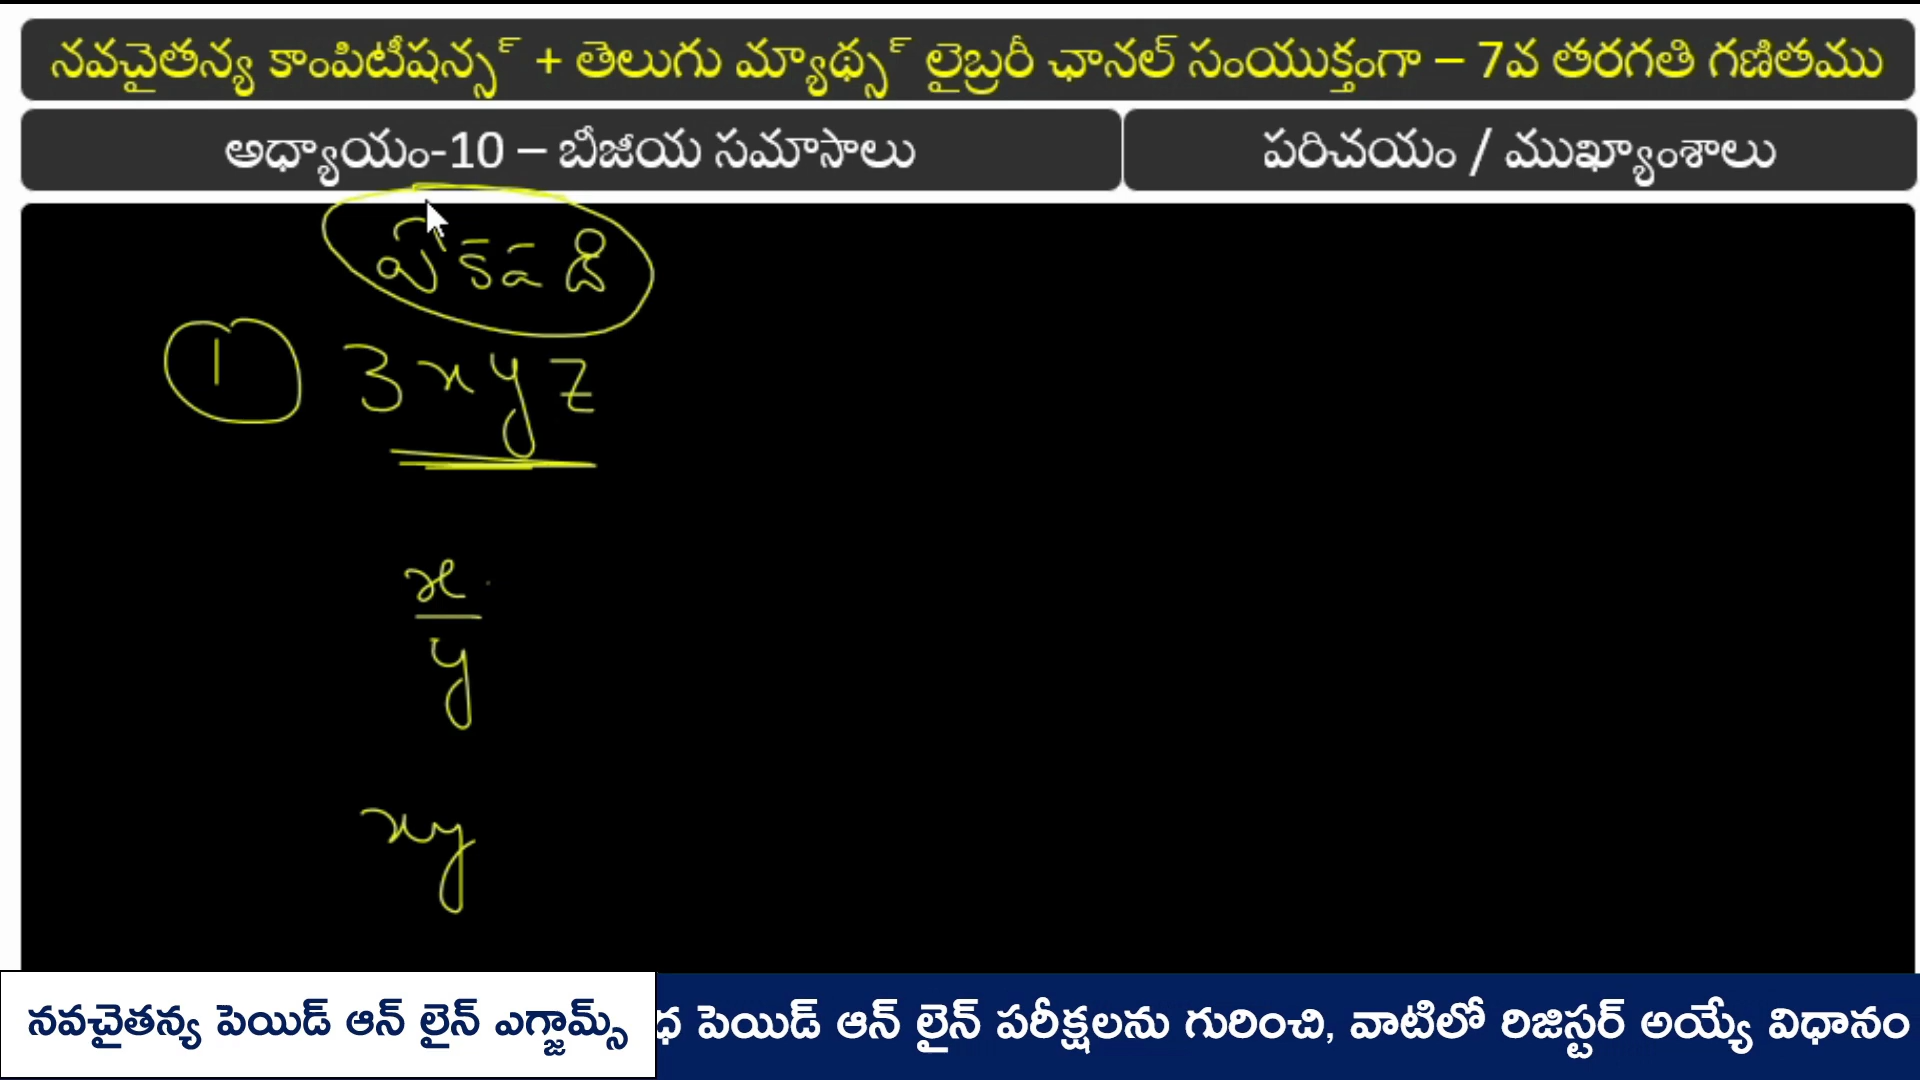 నవచైతన్య కాంపిటీషన్స్ + తెలుగు మ్యాథ్స్ లైబ్రరీ ఛానల్ సంయుక్తంగా – 7వ తరగతి గణితము
అధ్యాయం-10 – బీజీయ సమాసాలు
పరిచయం / ముఖ్యాంశాలు
ఏకపది
1 3xyz
x
y
xy
నవచైతన్య పెయిడ్ ఆన్ లైన్ ఎగ్జామ్స్
ధ పెయిడ్ ఆన్ లైన్ పరీక్షలను గురించి, వాటిలో రిజిస్టర్ అయ్యే విధానం